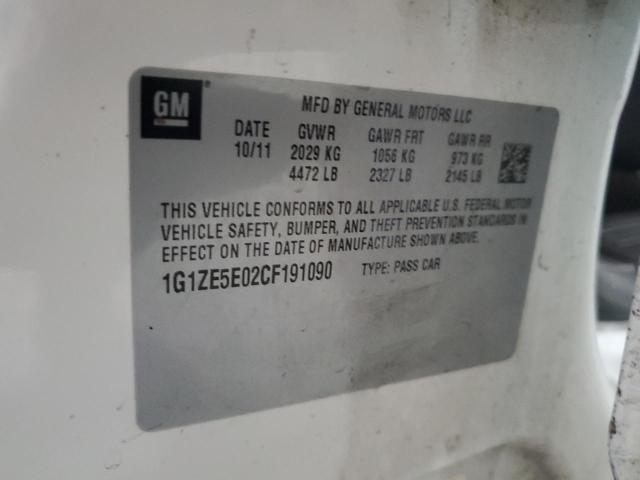 GM ®
MFD BY GENERAL MOTORS LLC
DATE GVWR GAWR FRT GAWR RR
10/11 2029 KG 1056 KG 973 KG
4472 LB 2327 LB 2145 LB
THIS VEHICLE CONFORMS TO ALL APPLICABLE U.S. FEDERAL MOTOR
VEHICLE SAFETY, BUMPER, AND THEFT PREVENTION STANDARDS IN
EFFECT ON THE DATE OF MANUFACTURE SHOWN ABOVE.
1G1ZE5E02CF191090 TYPE: PASS CAR